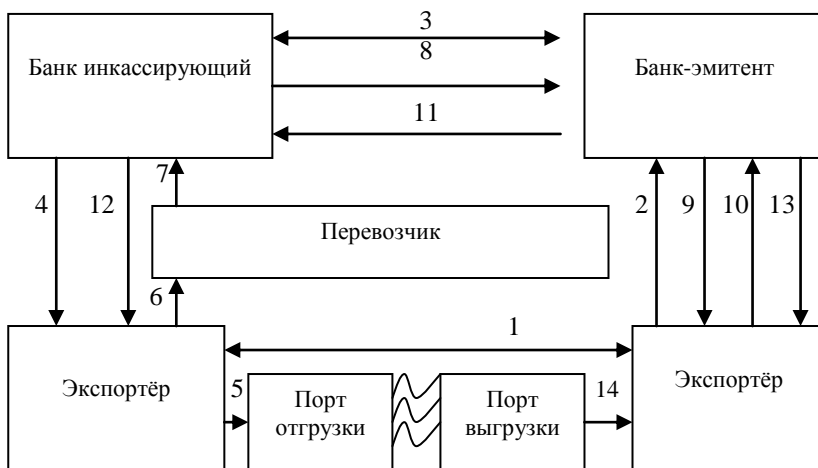 3
Банк инкассирующий
8
Банк-эмитент
11
7
4
12
2
9
10
13
Перевозчик
6
1
Экспортёр
5
Порт
отгрузки
Порт
выгрузки
14
Экспортёр